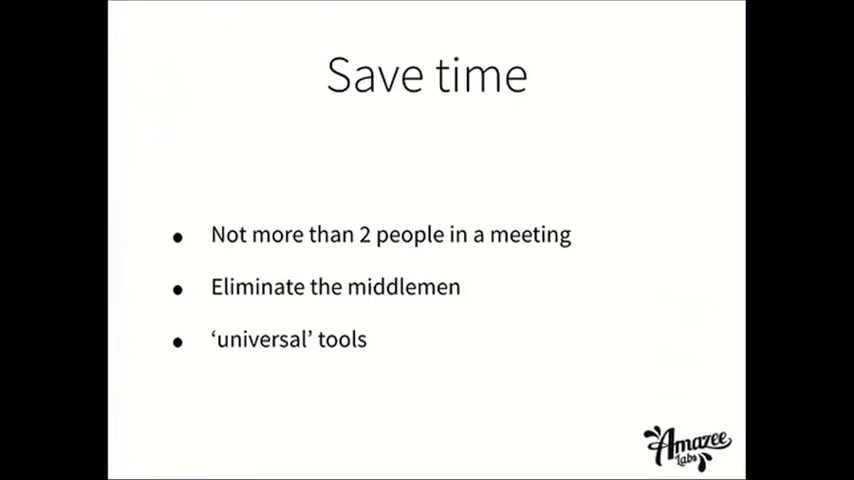 Save time
• Not more than 2 people in a meeting
• Eliminate the middlemen
• ‘universal’ tools
Amazee
Labs